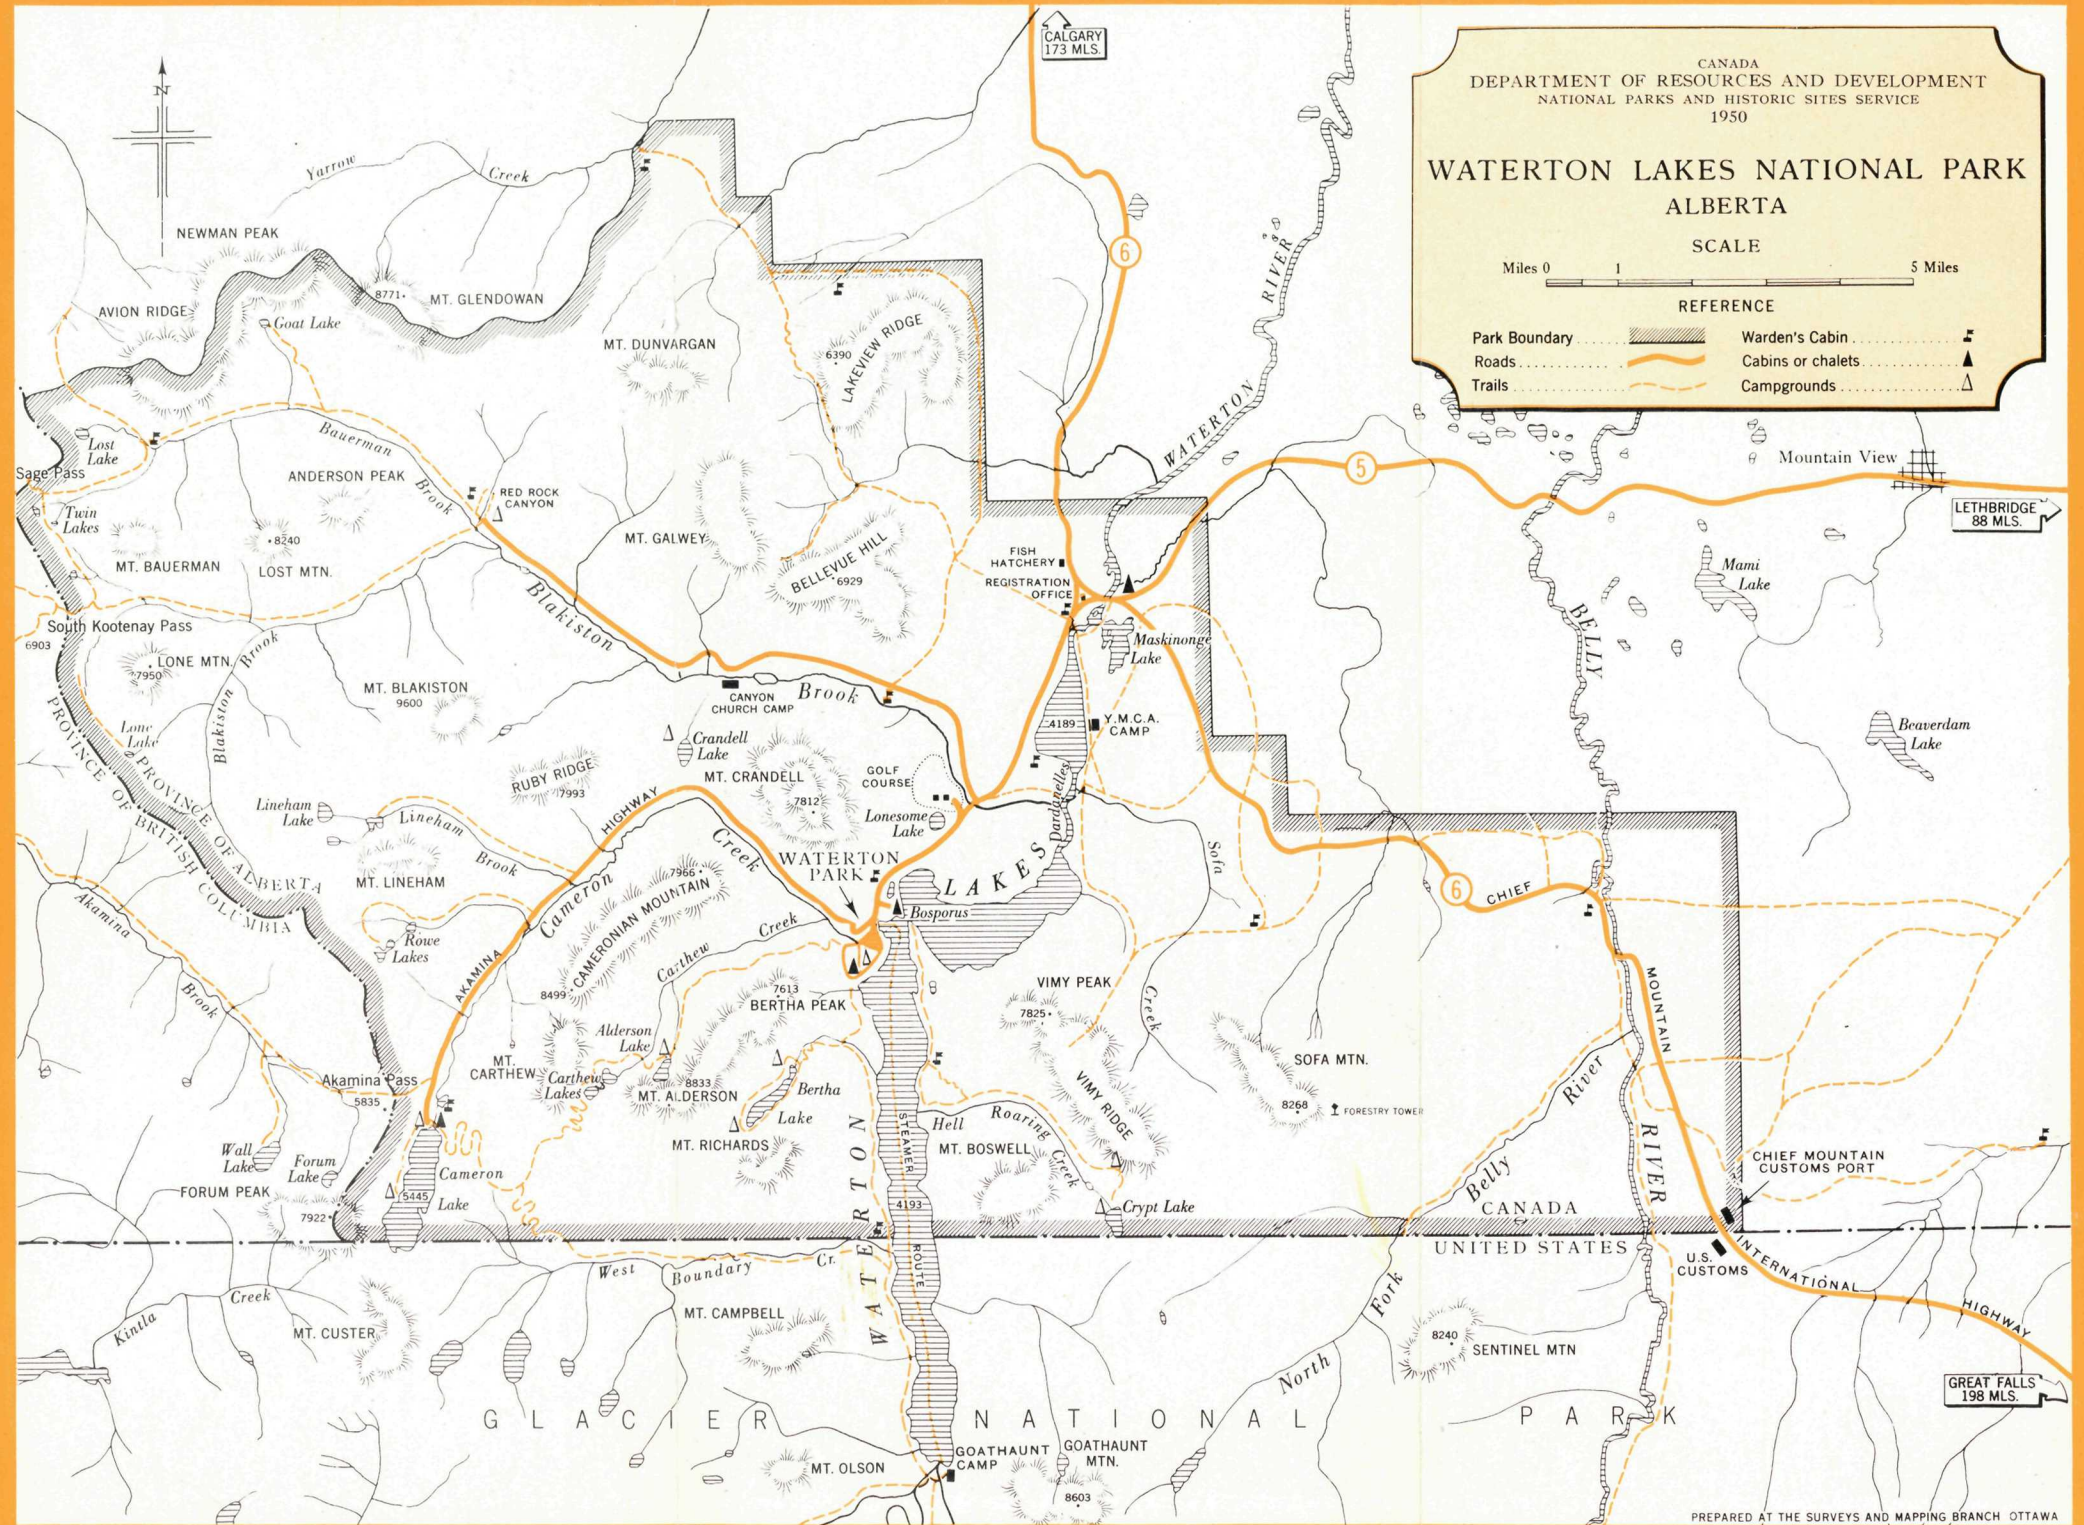 CALGARY
173 MLS.
CANADA
DEPARTMENT OF RESOURCES AND DEVELOPMENT
NATIONAL PARKS AND HISTORIC SITES SERVICE
1950
WATERTON LAKES NATIONAL PARK
ALBERTA
SCALE
Miles 0 1 5 Miles
REFERENCE
Park Boundary
Roads
Trails
Warden's Cabin
Cabins or chalets
Campgrounds
N
Yarrow Creek
NEWMAN PEAK
AVION RIDGE
8771
MT. GLENDOWAN
Goat Lake
MT. DUNVARGAN
6390
LAKEVIEW RIDGE
6
WATERTON RIVER
Lost
Lake
Sage Pass
Bauerman Brook
ANDERSON PEAK
RED ROCK
CANYON
Twin
Lakes
8240
LOST MTN.
MT. BAUERMAN
MT. GALWEY
BELLEVUE HILL
6929
5
Mountain View
LETHBRIDGE
88 MLS.
FISH
HATCHERY
REGISTRATION
OFFICE
Mami
Lake
South Kootenay Pass
6903
LONE MTN.
7950
Blakiston Brook
Blakiston Brook
MT. BLAKISTON
9600
CANYON
CHURCH CAMP
Maskinonge
Lake
BELLY RIVER
4189
Y.M.C.A.
CAMP
Beaverdam
Lake
Lone
Lake
PROVINCE OF ALBERTA
PROVINCE OF BRITISH COLUMBIA
Crandell
Lake
MT. CRANDELL
7812
RUBY RIDGE
7993
GOLF
COURSE
Lonesome
Lake
Dardanelles
Lineham
Lake
Lineham Brook
AKAMINA HIGHWAY
Cameron Creek
WATERTON
PARK
LAKES
Bosporus
Sofa Creek
6
CHIEF MOUNTAIN INTERNATIONAL HIGHWAY
MT. LINEHAM
7966
CAMERONIAN MOUNTAIN
8499
Akamina Brook
Rowe
Lakes
Carthew Creek
7613
BERTHA PEAK
VIMY PEAK
7825
Alderson
Lake
MT.
CARTHEW
Carthew
Lakes
8833
MT. ALDERSON
Bertha
Lake
MT. RICHARDS
VIMY RIDGE
SOFA MTN.
8268
FORESTRY TOWER
Akamina Pass
5835
Wall
Lake
Forum
Lake
FORUM PEAK
7922
Cameron
Lake
5445
Hell Roaring Creek
MT. BOSWELL
Crypt Lake
WATERTON
STEAMER ROUTE
4193
North Fork Belly River
CHIEF MOUNTAIN
CUSTOMS PORT
CANADA
UNITED STATES
U.S.
CUSTOMS
West Boundary Cr.
Kintla Creek
MT. CUSTER
MT. CAMPBELL
8240
SENTINEL MTN
GREAT FALLS
198 MLS.
GLACIER NATIONAL PARK
MT. OLSON
GOATHAUNT
CAMP
GOATHAUNT
MTN.
8603
PREPARED AT THE SURVEYS AND MAPPING BRANCH OTTAWA